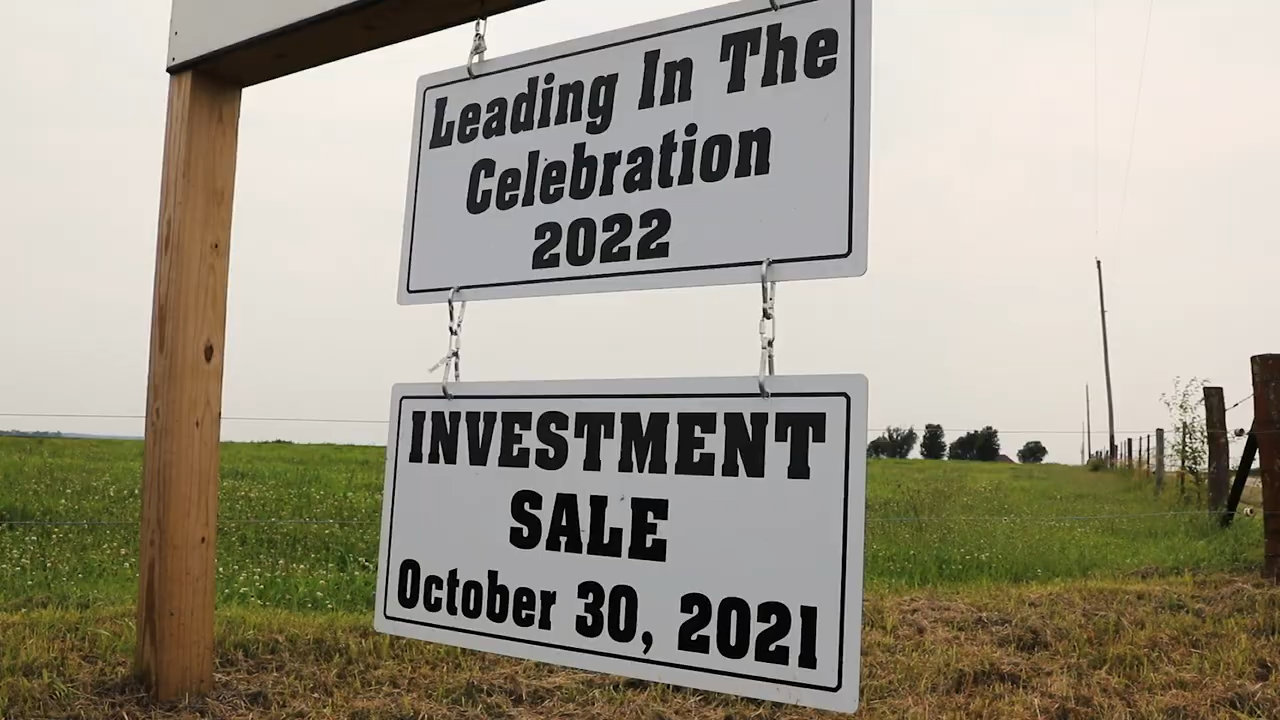 Leading In The
Celebration
2022
INVESTMENT
SALE
October 30, 2021